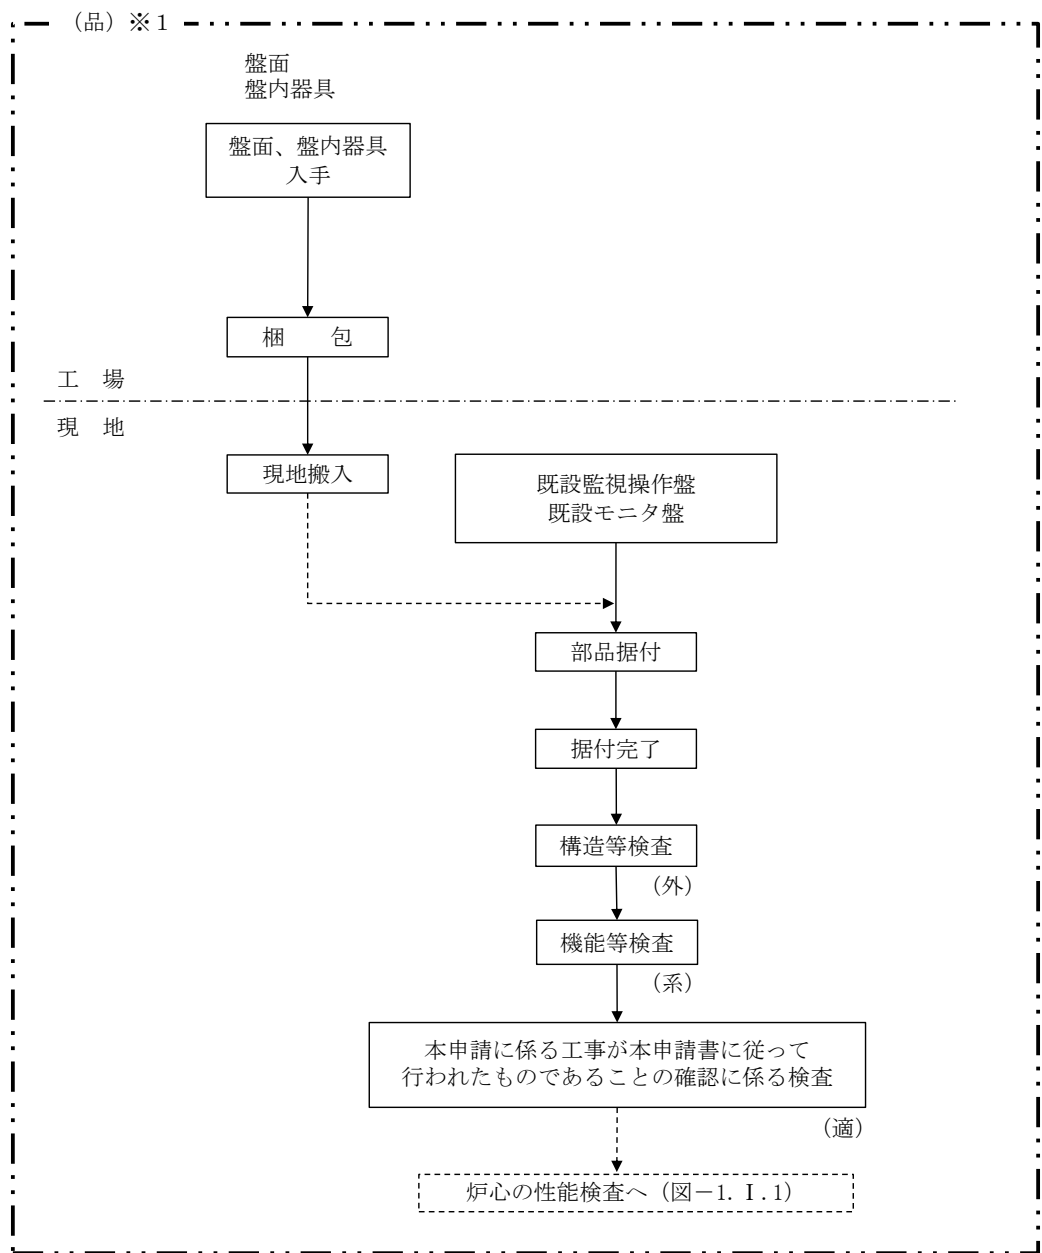 （品）※１
盤面
盤内器具
盤面、盤内器具
入手
梱　　包
工　場
現　地
現地搬入
既設監視操作盤
既設モニタ盤
部品据付
据付完了
構造等検査
（外）
機能等検査
（系）
本申請に係る工事が本申請書に従って
行われたものであることの確認に係る検査
（適）
炉心の性能検査へ（図－1.Ⅰ.1）